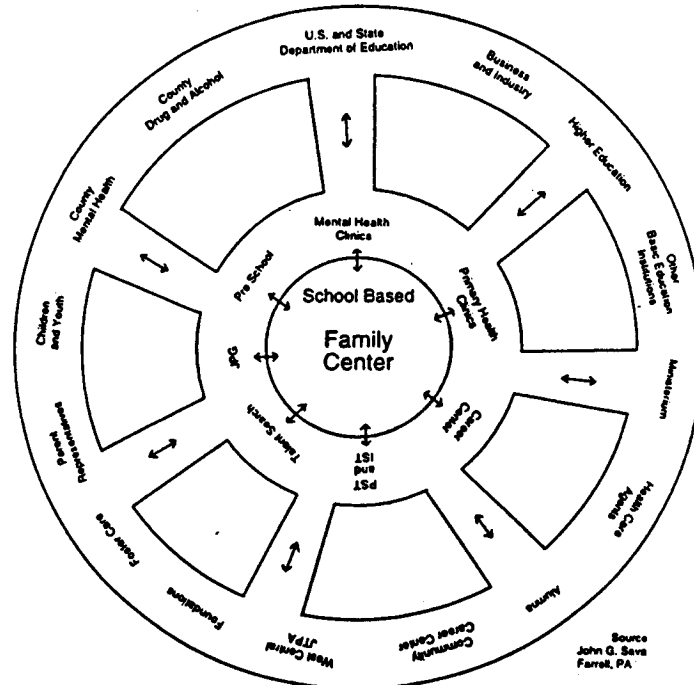 U.S. and State
Department of Education
Business
and Industry
Higher Education
Other
Basic Education
Institutions
Ministerium
Health Care
Agents
Alumns
Community
Career Center
West Central
JTPA
Foundations
Foster Care
Parent
Representatives
Children
and Youth
County
Mental Health
County
Drug and Alcohol
Mental Health
Clinics
Primary Health
Clinics
Career
Center
PST
and
IST
Talent Search
JPG
Pre School
School Based
Family
Center
Source
John G. Sava
Farrell, PA